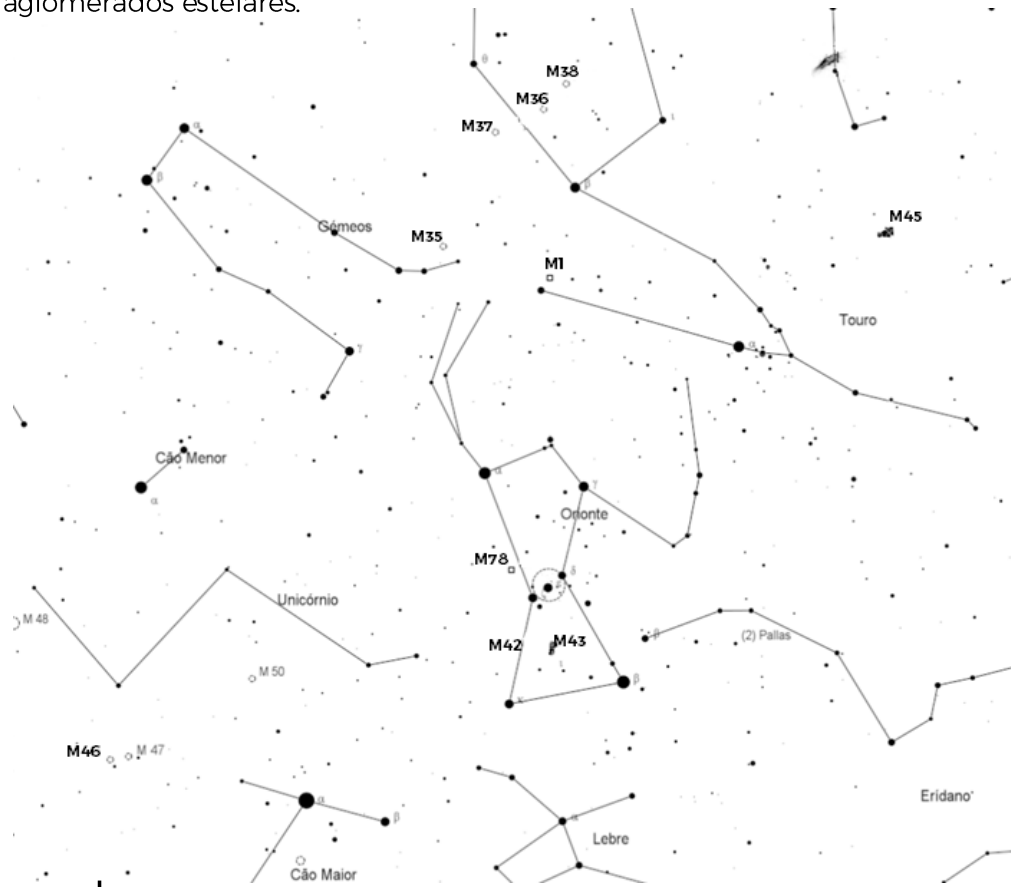 aglomerados estelares.
θ
M38
M36
M37
α
ι
β
β
M45
Gémeos
M35
M1
Touro
α
γ
Cão Menor
α
α
γ
Orionte
M78
δ
ζ
Unicórnio
M 48
β
(2) Pallas
M42
M43
ι
M 50
β
κ
M46
M 47
Erídano
α
β
α
Lebre
Cão Maior